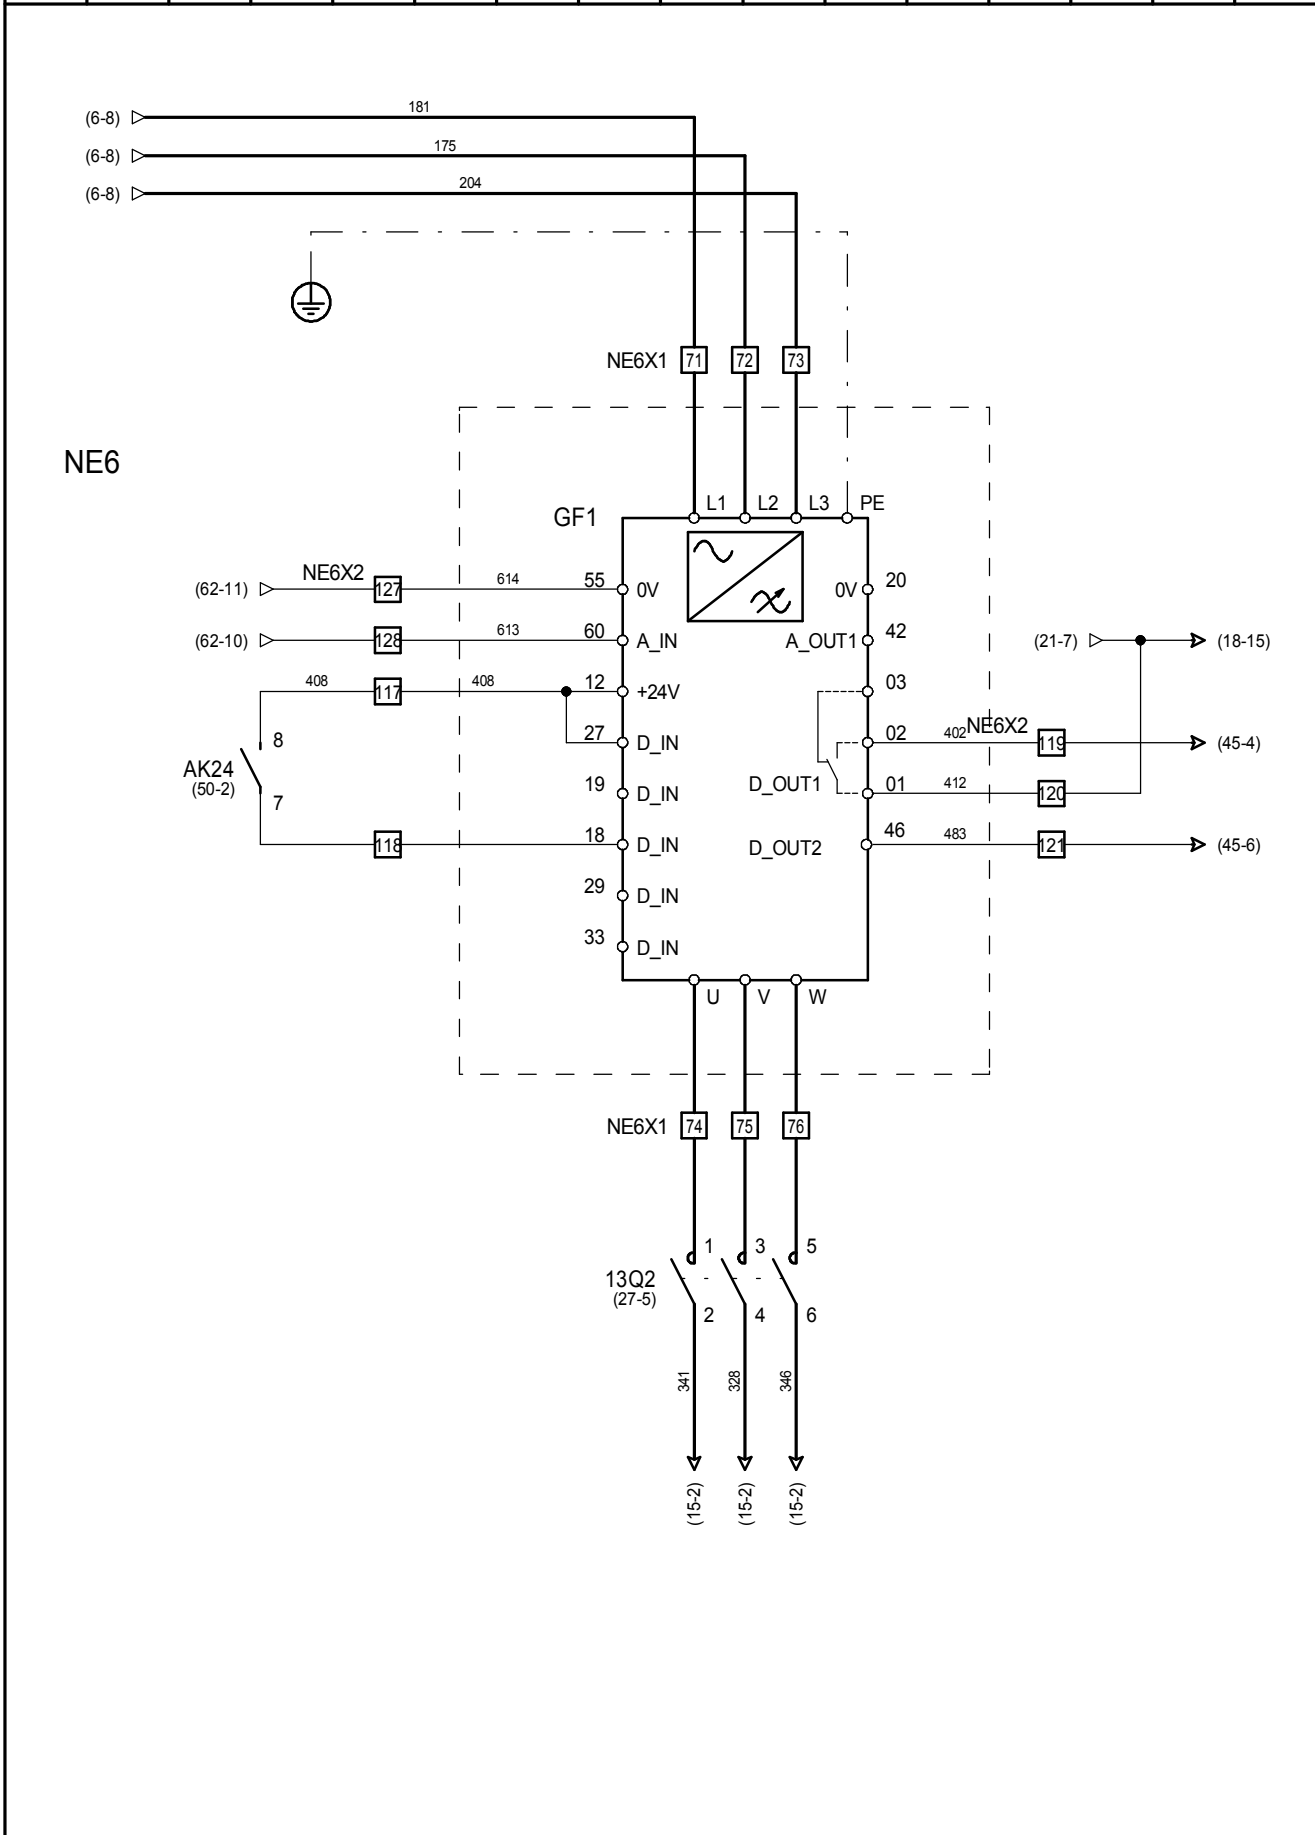 181
(6-8)
175
(6-8)
204
(6-8)
NE6X1 71 72 73
NE6
L1 L2 L3 PE
GF1
NE6X2
(62-11) 127 614 55 0V 0V 20
(62-10) 128 613 60 A_IN A_OUT1 42 (21-7) (18-15)
408 117 408 12 +24V 03
8 27 D_IN 02 402 NE6X2 119 (45-4)
AK24
(50-2)
7 19 D_IN D_OUT1 01 412 120
118 18 D_IN D_OUT2 46 483 121 (45-6)
29 D_IN
33 D_IN
U V W
NE6X1 74 75 76
1 3 5
13Q2
(27-5)
2 4 6
341 328 346
(15-2) (15-2) (15-2)